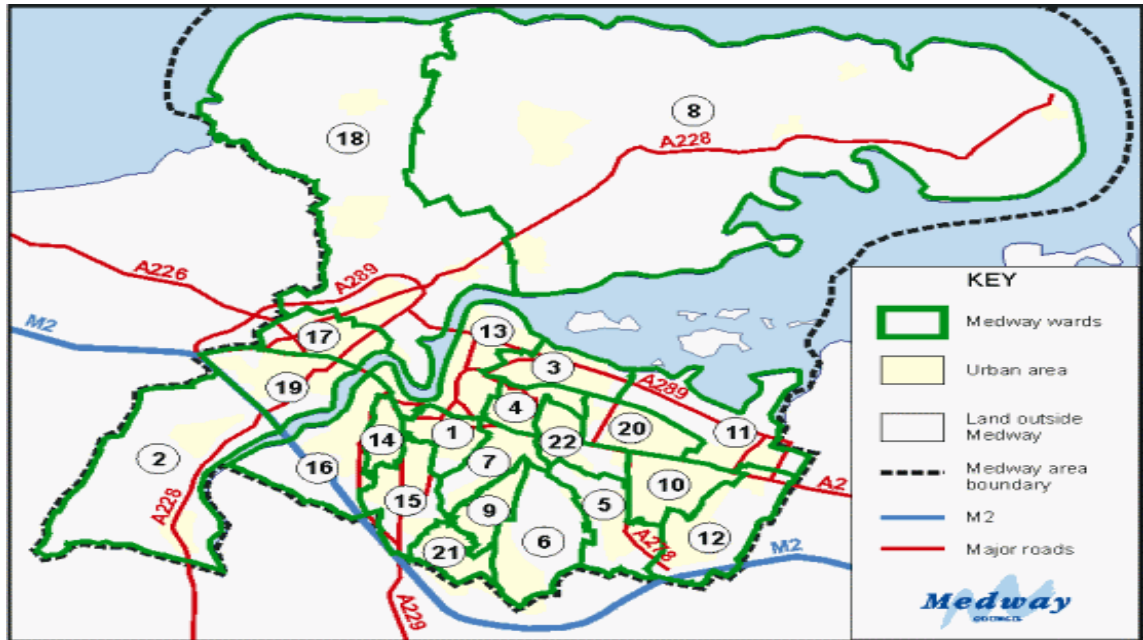 8
18
A228
A226
A289
M2
17
13
3
19
A289
4
20
11
1
22
14
2
16
7
10
A2
A228
15
9
5
6
12
21
A278
M2
A229
KEY
Medway wards
Urban area
Land outside
Medway
Medway area
boundary
M2
Major roads
Medway
COUNCIL